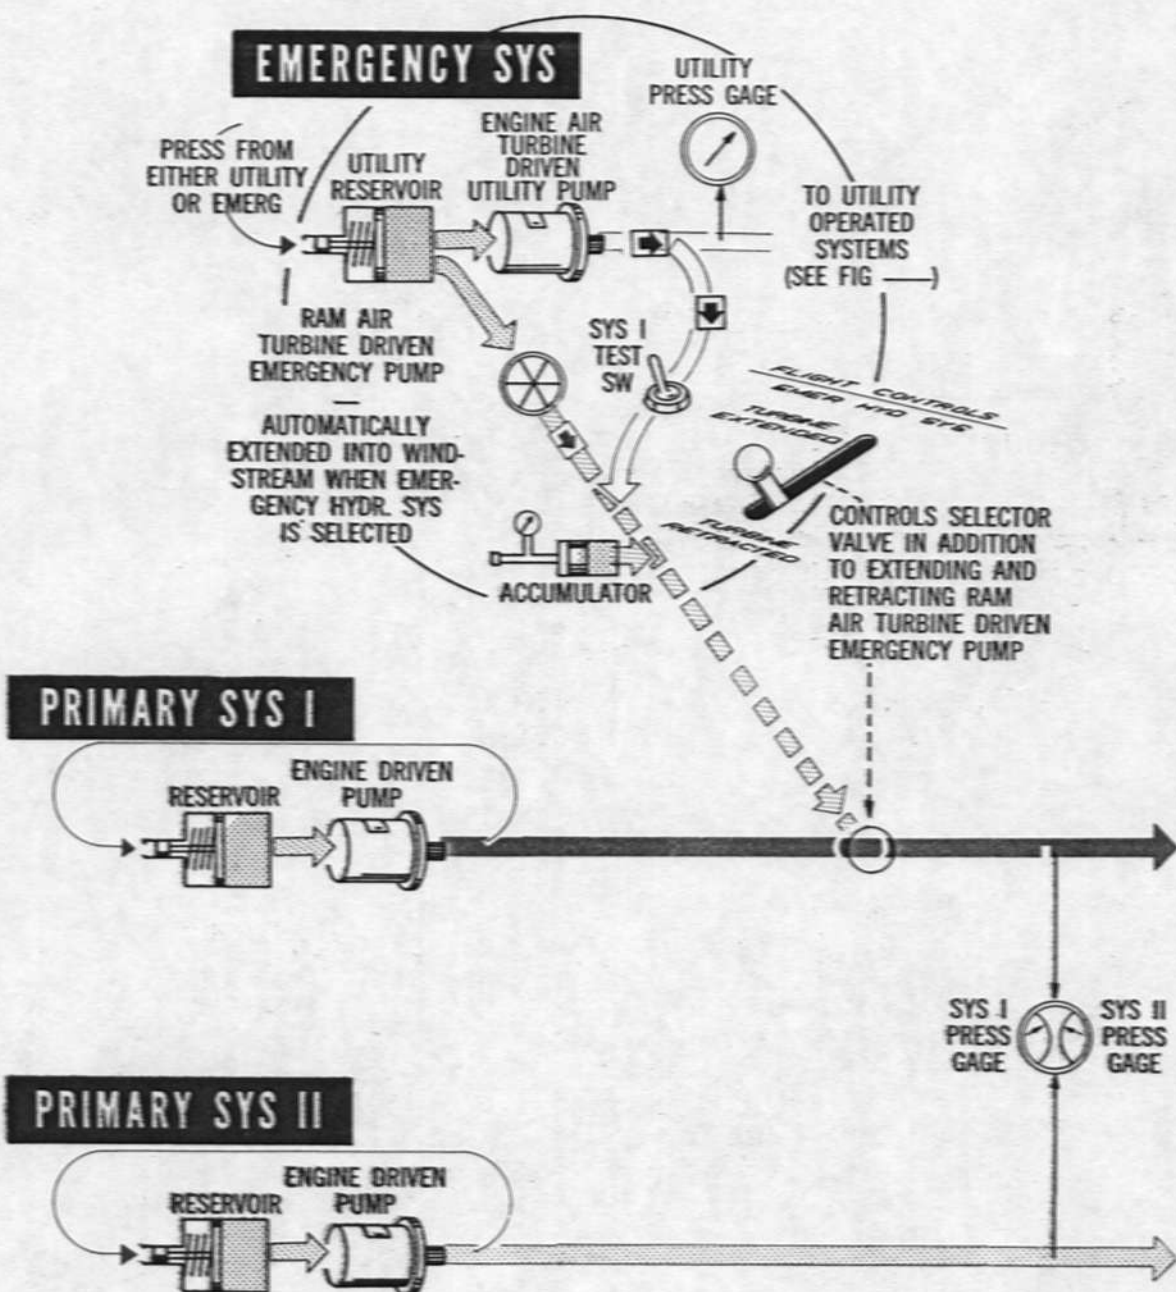 EMERGENCY SYS
UTILITY
PRESS GAGE
PRESS FROM
EITHER UTILITY
OR EMERG
UTILITY
RESERVOIR
ENGINE AIR
TURBINE
DRIVEN
UTILITY PUMP
TO UTILITY
OPERATED
SYSTEMS
(SEE FIG ——)
RAM AIR
TURBINE DRIVEN
EMERGENCY PUMP
—
AUTOMATICALLY
EXTENDED INTO WIND-
STREAM WHEN EMER-
GENCY HYDR. SYS
IS SELECTED
SYS I
TEST
SW
FLIGHT CONTROLS
EMER HYD SYS
TURBINE
EXTENDED
TURBINE
RETRACTED
ACCUMULATOR
CONTROLS SELECTOR
VALVE IN ADDITION
TO EXTENDING AND
RETRACTING RAM
AIR TURBINE DRIVEN
EMERGENCY PUMP
PRIMARY SYS I
RESERVOIR
ENGINE DRIVEN
PUMP
SYS I
PRESS
GAGE
SYS II
PRESS
GAGE
PRIMARY SYS II
RESERVOIR
ENGINE DRIVEN
PUMP